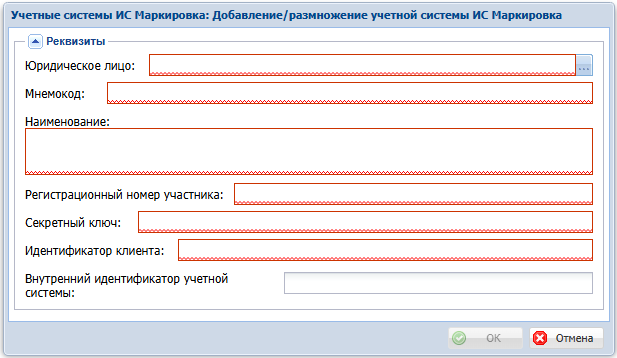 Учетные системы ИС Маркировка: Добавление/размножение учетной системы ИС Маркировка
Реквизиты
Юридическое лицо:
...
Мнемокод:
Наименование:
Регистрационный номер участника:
Секретный ключ:
Идентификатор клиента:
Внутренний идентификатор учетной
системы:
ОК Отмена